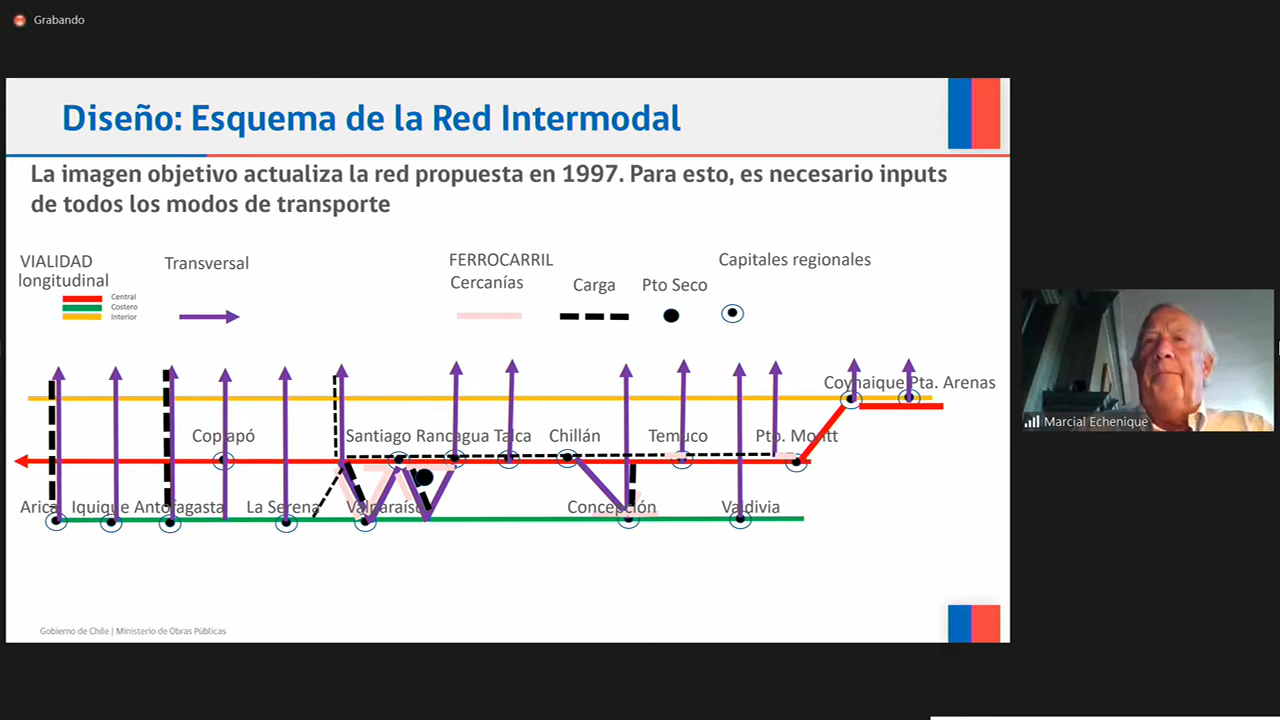 Grabando
Diseño: Esquema de la Red Intermodal
La imagen objetivo actualiza la red propuesta en 1997. Para esto, es necesario inputs
de todos los modos de transporte
VIALIDAD
longitudinal
Central
Costero
Interior
Transversal
FERROCARRIL
Cercanías
Carga
Pto Seco
Capitales regionales
Coyhaique Pta. Arenas
Copiapó
Santiago Rancagua Talca
Chillán
Temuco
Pto. Montt
Arica Iquique Antofagasta
La Serena
Valparaíso
Concepción
Valdivia
Marcial Echenique
Gobierno de Chile | Ministerio de Obras Públicas